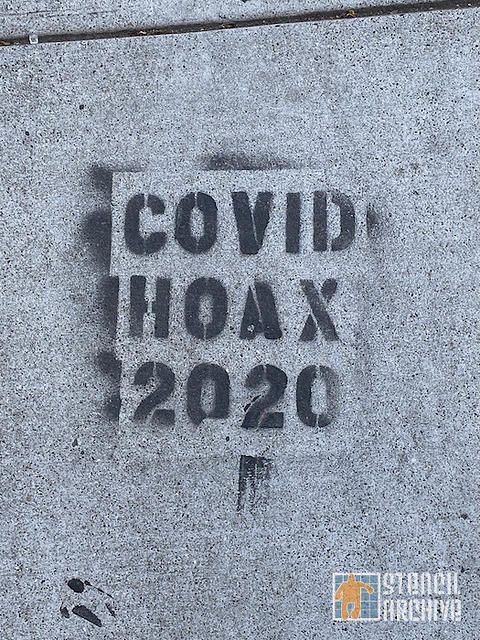 COVID
HOAX
2020
STENCIL
ARCHIVE